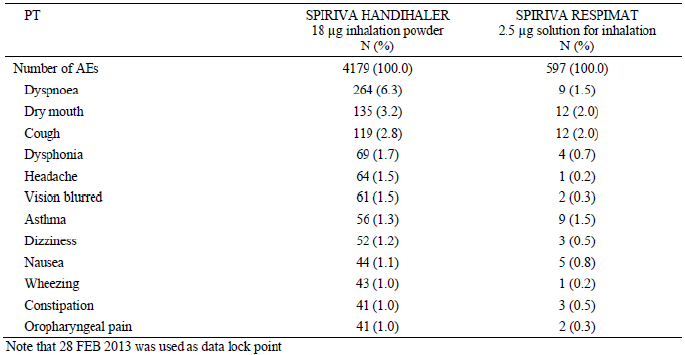 PT SPIRIVA HANDIHALER SPIRIVA RESPIMAT
18 µg inhalation powder 2.5 µg solution for inhalation
N (%) N (%)
Number of AEs 4179 (100.0) 597 (100.0)
Dyspnoea 264 (6.3) 9 (1.5)
Dry mouth 135 (3.2) 12 (2.0)
Cough 119 (2.8) 12 (2.0)
Dysphonia 69 (1.7) 4 (0.7)
Headache 64 (1.5) 1 (0.2)
Vision blurred 61 (1.5) 2 (0.3)
Asthma 56 (1.3) 9 (1.5)
Dizziness 52 (1.2) 3 (0.5)
Nausea 44 (1.1) 5 (0.8)
Wheezing 43 (1.0) 1 (0.2)
Constipation 41 (1.0) 3 (0.5)
Oropharyngeal pain 41 (1.0) 2 (0.3)
Note that 28 FEB 2013 was used as data lock point